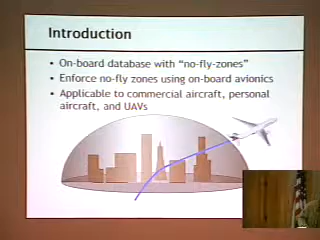 Introduction
• On-board database with "no-fly-zones"
• Enforce no-fly zones using on-board avionics
• Applicable to commercial aircraft, personal
aircraft, and UAVs